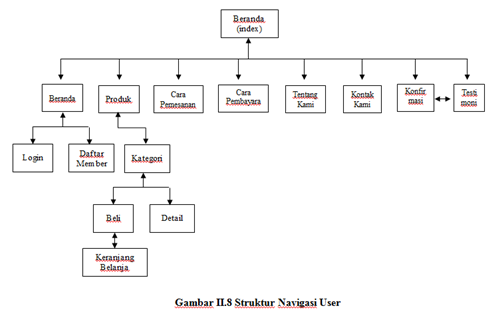 Beranda
(index)
Beranda
Produk
Cara
Pemesanan
Cara
Pembayara
Tentang
Kami
Kontak
Kami
Konfir
masi
Testi
moni
Login
Daftar
Member
Kategori
Beli
Detail
Keranjang
Belanja
Gambar II.8 Struktur Navigasi User